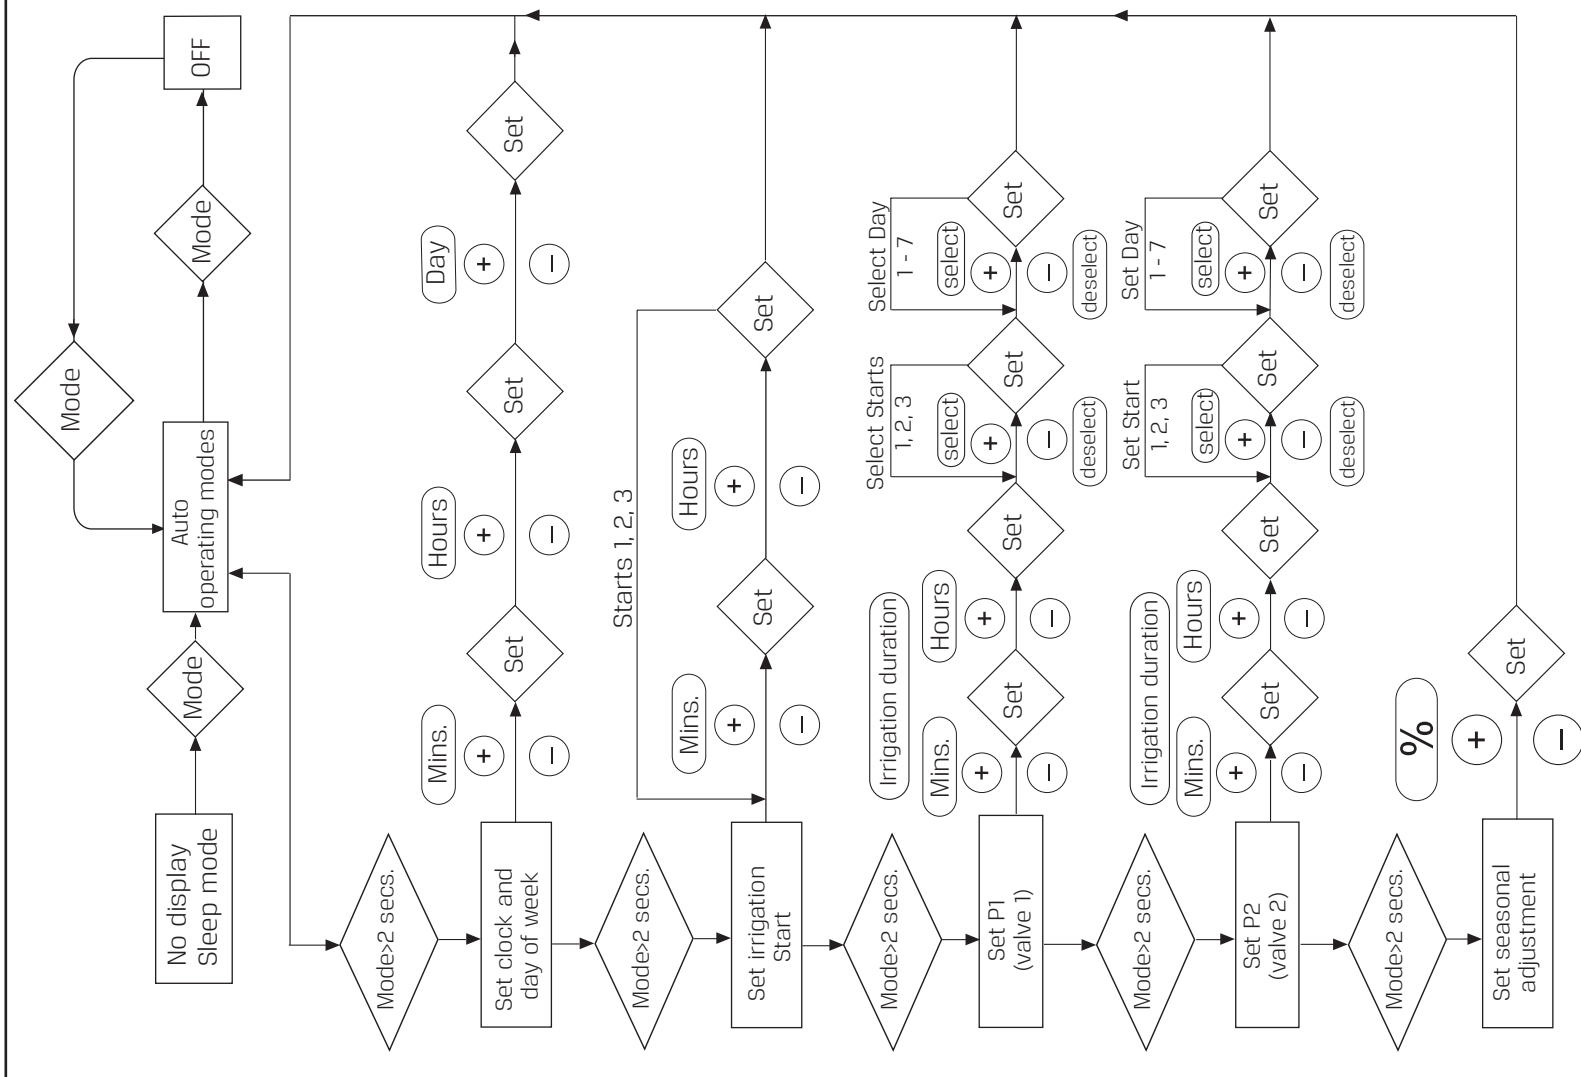 Mode
No display
Sleep mode
Mode
Auto
operating modes
Mode
OFF
Mode>2 secs.
Set clock and
day of week
Mins.
+
−
Set
Hours
+
−
Set
Day
+
−
Set
Mode>2 secs.
Set irrigation
Start
Starts 1, 2, 3
Mins.
+
−
Set
Hours
+
−
Set
Mode>2 secs.
Set P1
(valve 1)
Irrigation duration
Mins.
+
−
Set
Hours
+
−
Set
Select Starts
1, 2, 3
select
+
−
deselect
Set
Select Day
1 - 7
select
+
−
deselect
Set
Mode>2 secs.
Set P2
(valve 2)
Irrigation duration
Mins.
+
−
Set
Hours
+
−
Set
Set Start
1, 2, 3
select
+
−
deselect
Set
Set Day
1 - 7
select
+
−
deselect
Set
Mode>2 secs.
Set seasonal
adjustment
%
+
−
Set